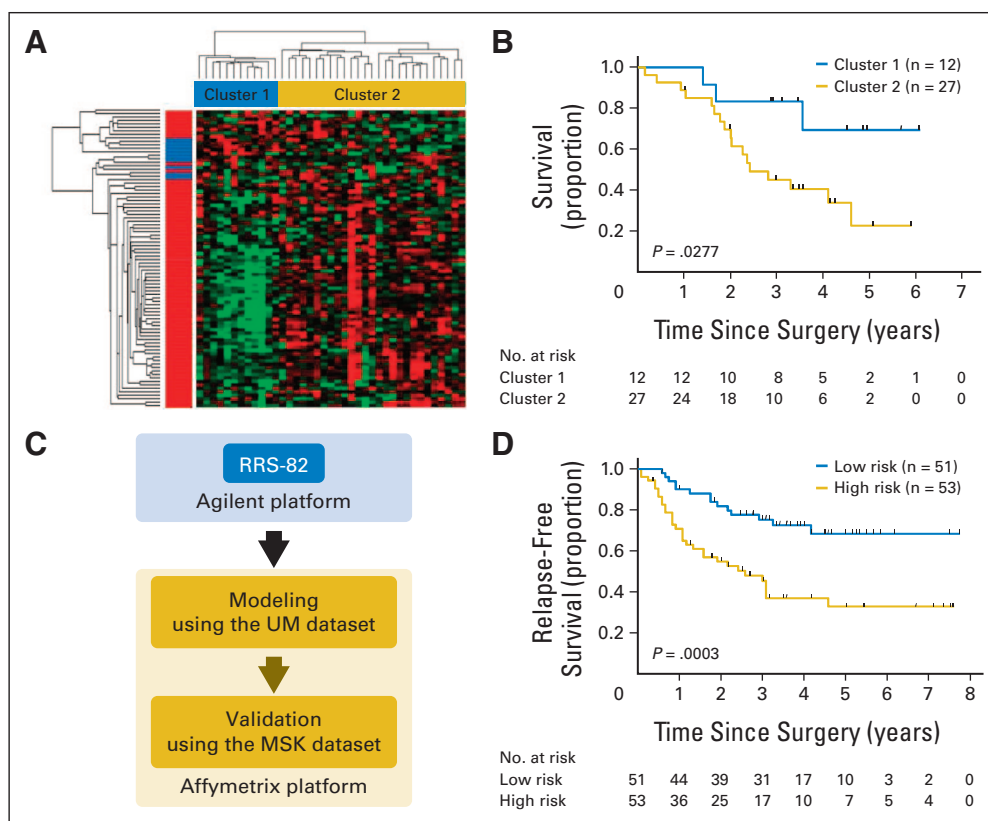 A
Cluster 1
Cluster 2
B
Survival
(proportion)
1.0
0.8
0.6
0.4
0.2
0
1
2
3
4
5
6
7
Cluster 1 (n = 12)
Cluster 2 (n = 27)
P = .0277
Time Since Surgery (years)
No. at risk
Cluster 1 12 12 10 8 5 2 1 0
Cluster 2 27 24 18 10 6 2 0 0
C
RRS-82
Agilent platform
Modeling
using the UM dataset
Validation
using the MSK dataset
Affymetrix platform
D
Relapse-Free
Survival (proportion)
1.0
0.8
0.6
0.4
0.2
0
1
2
3
4
5
6
7
8
Low risk (n = 51)
High risk (n = 53)
P = .0003
Time Since Surgery (years)
No. at risk
Low risk 51 44 39 31 17 10 3 2 0
High risk 53 36 25 17 10 7 5 4 0